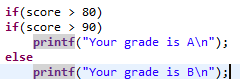 if(score > 80)
if(score > 90)
printf("Your grade is A\n");
else
printf("Your grade is B\n");